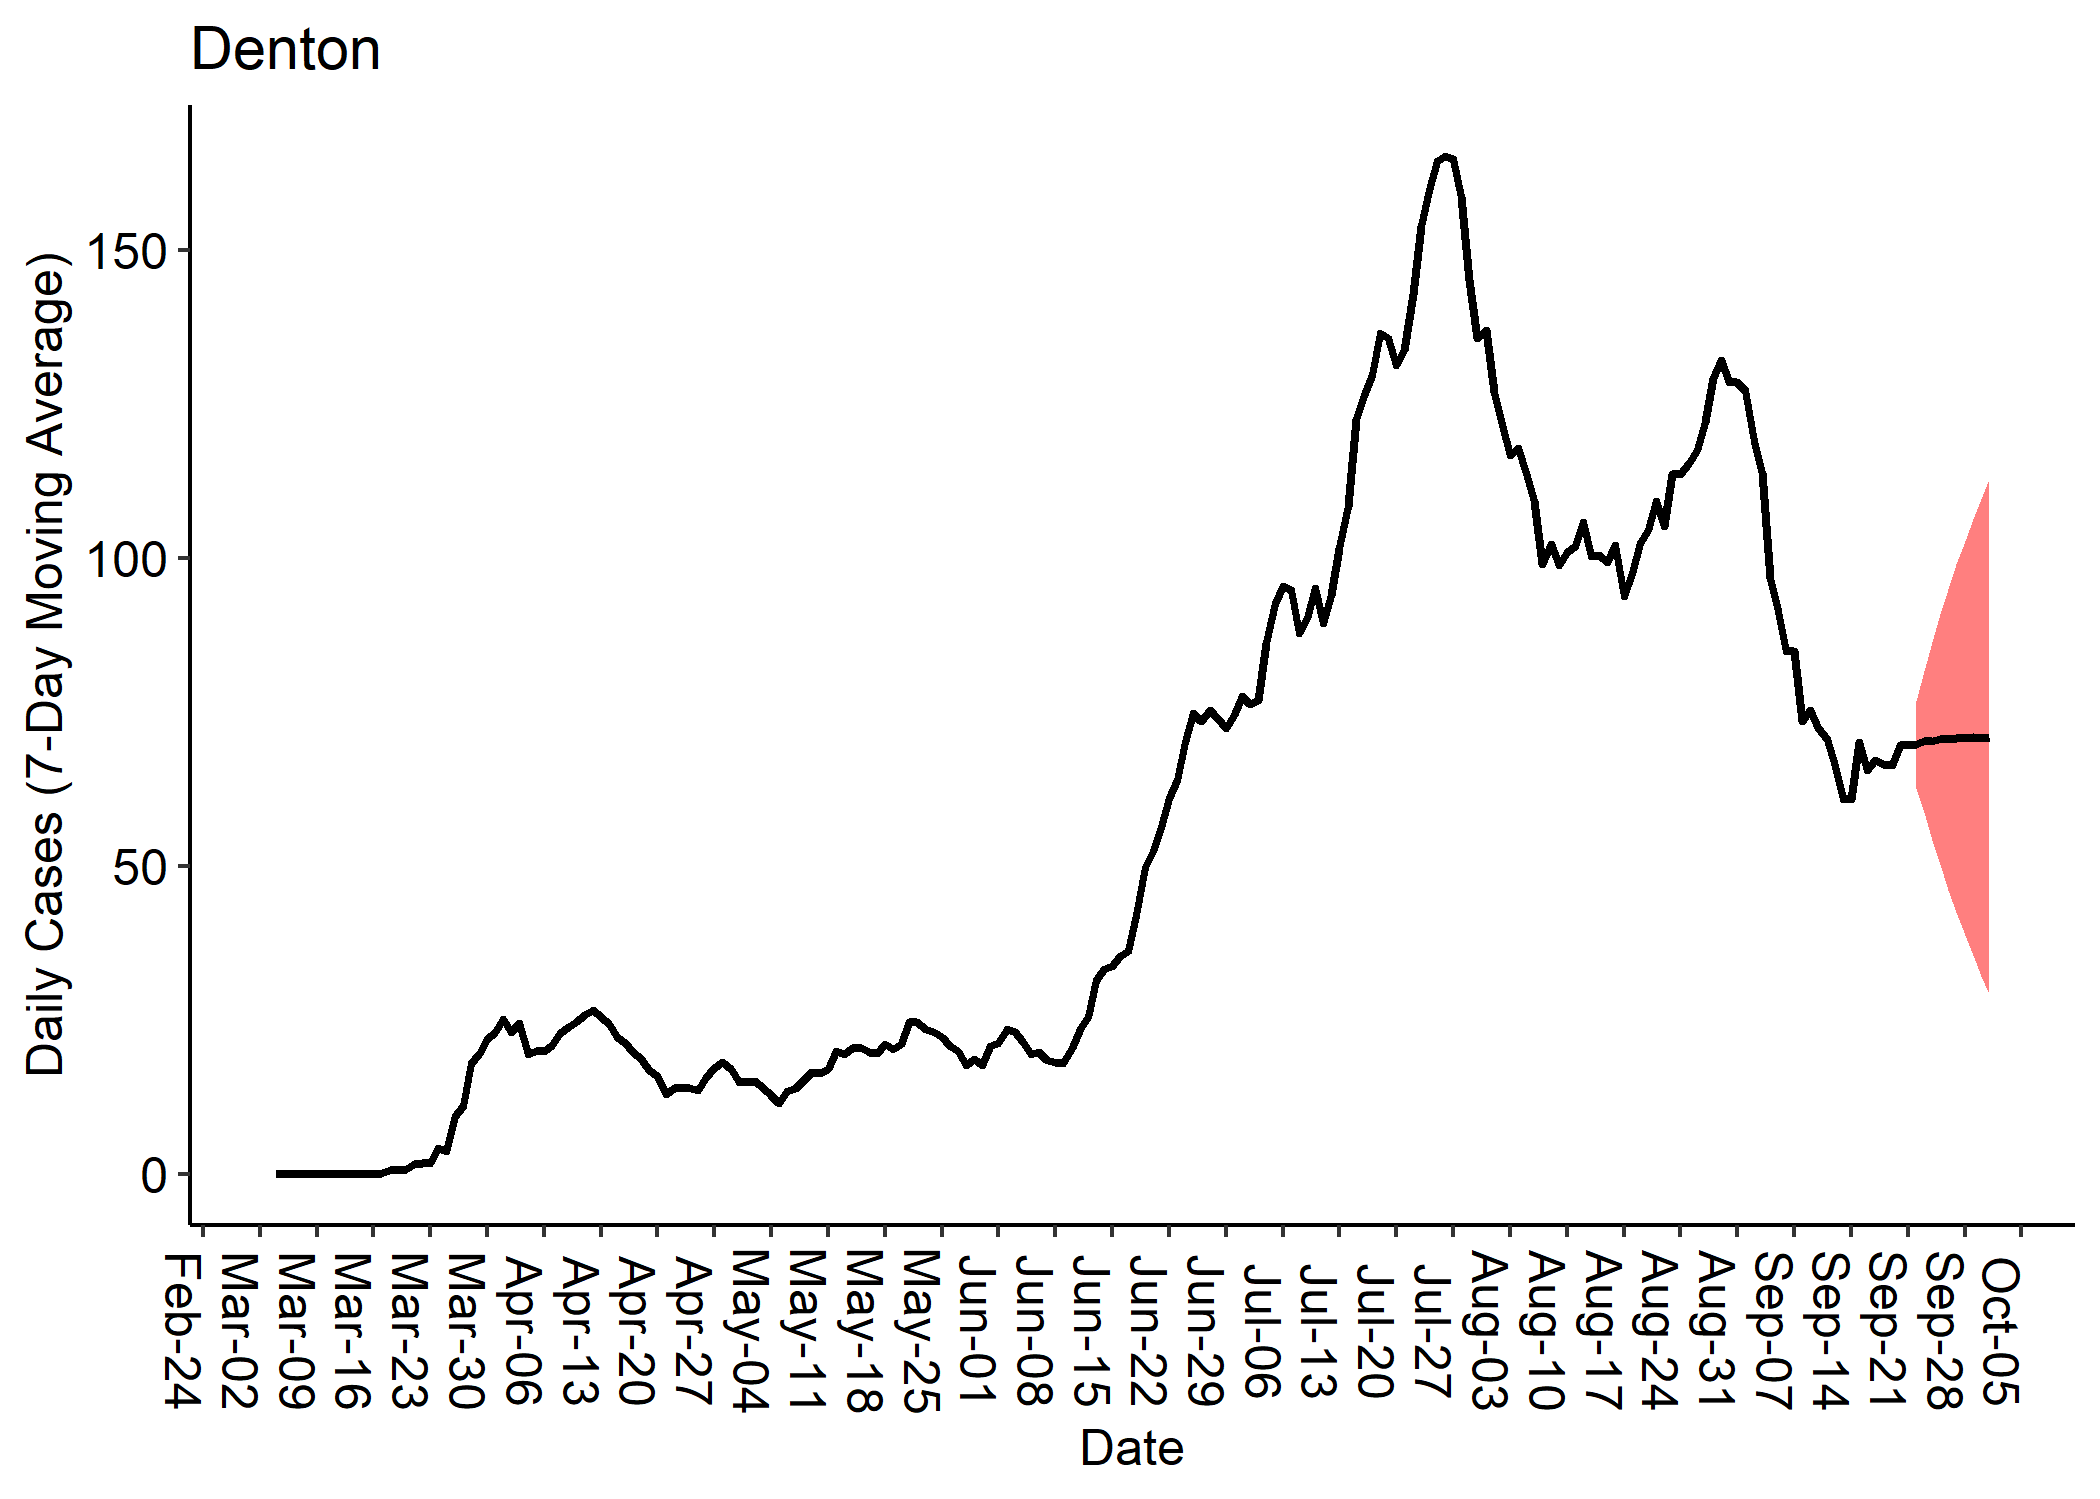 Denton
Daily Cases (7-Day Moving Average)
150
100
50
0
Feb-24
Mar-02
Mar-09
Mar-16
Mar-23
Mar-30
Apr-06
Apr-13
Apr-20
Apr-27
May-04
May-11
May-18
May-25
Jun-01
Jun-08
Jun-15
Jun-22
Jun-29
Jul-06
Jul-13
Jul-20
Jul-27
Aug-03
Aug-10
Aug-17
Aug-24
Aug-31
Sep-07
Sep-14
Sep-21
Sep-28
Oct-05
Date